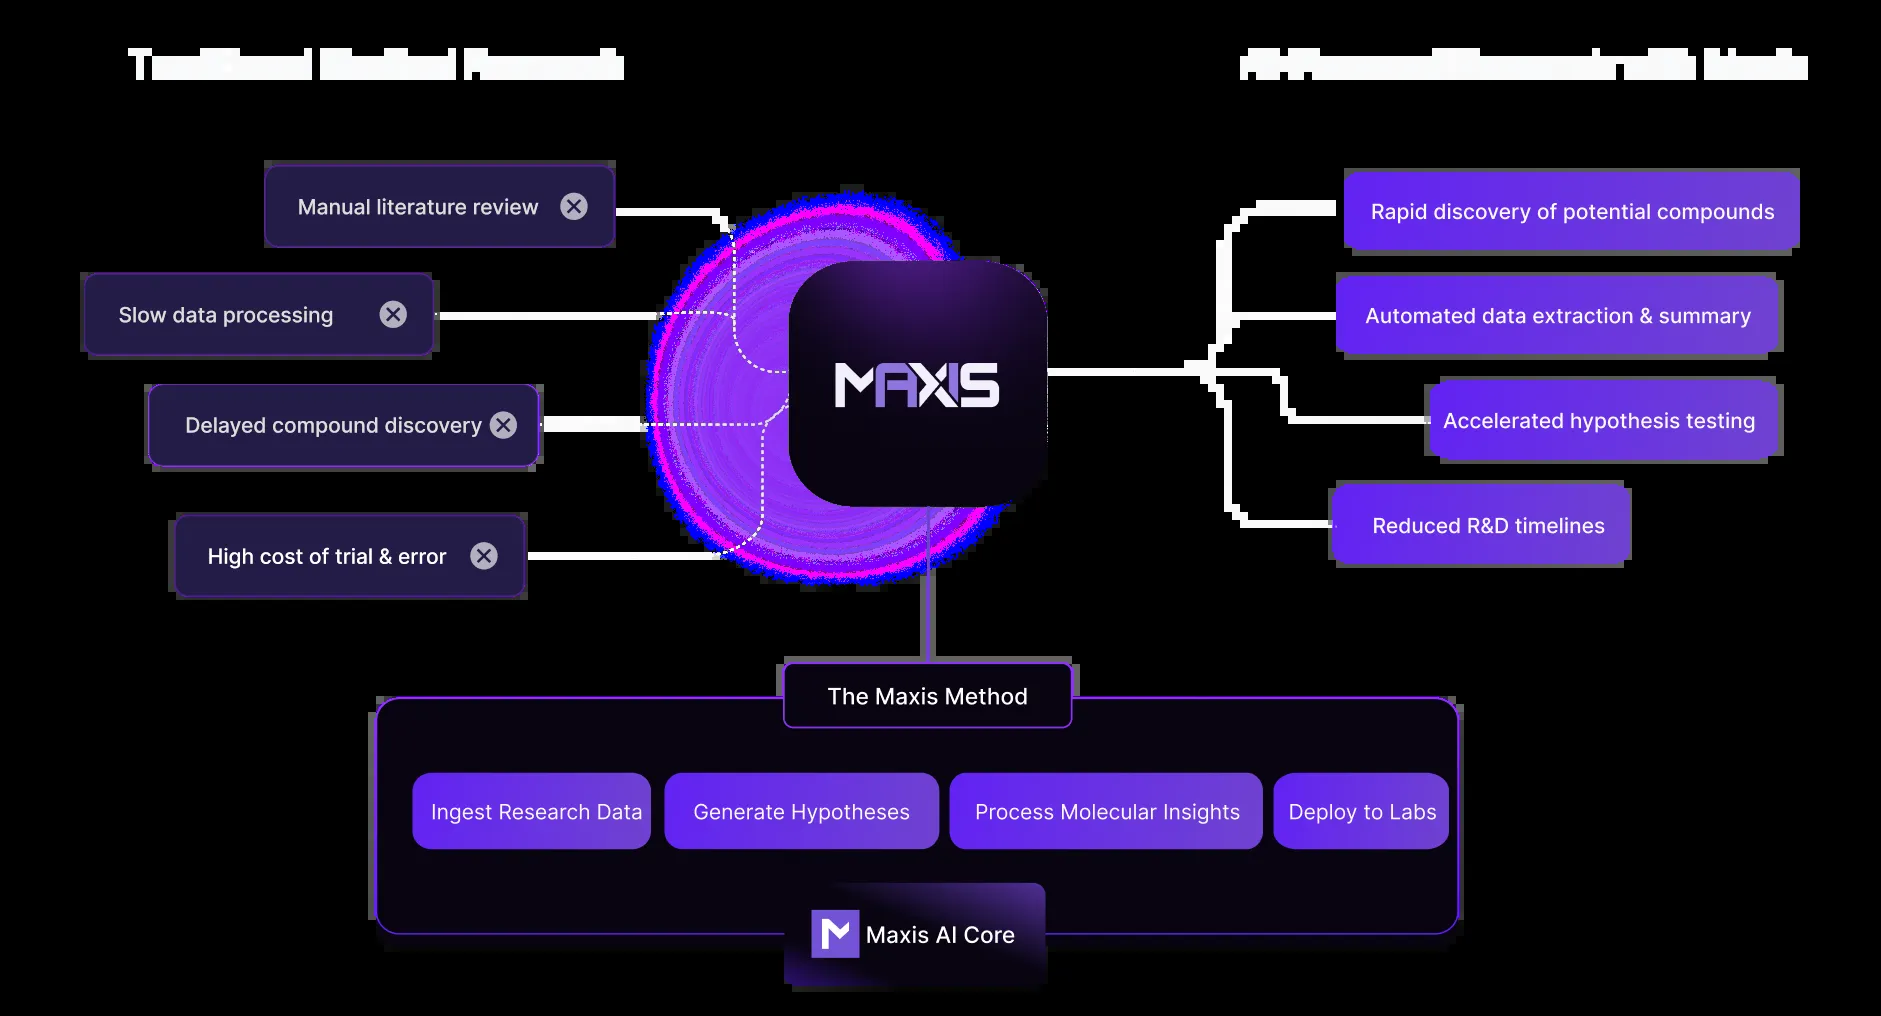 Manual literature review
Slow data processing
Delayed compound discovery
High cost of trial & error
MAXIS
Rapid discovery of potential compounds
Automated data extraction & summary
Accelerated hypothesis testing
Reduced R&D timelines
The Maxis Method
Ingest Research Data
Generate Hypotheses
Process Molecular Insights
Deploy to Labs
Maxis AI Core